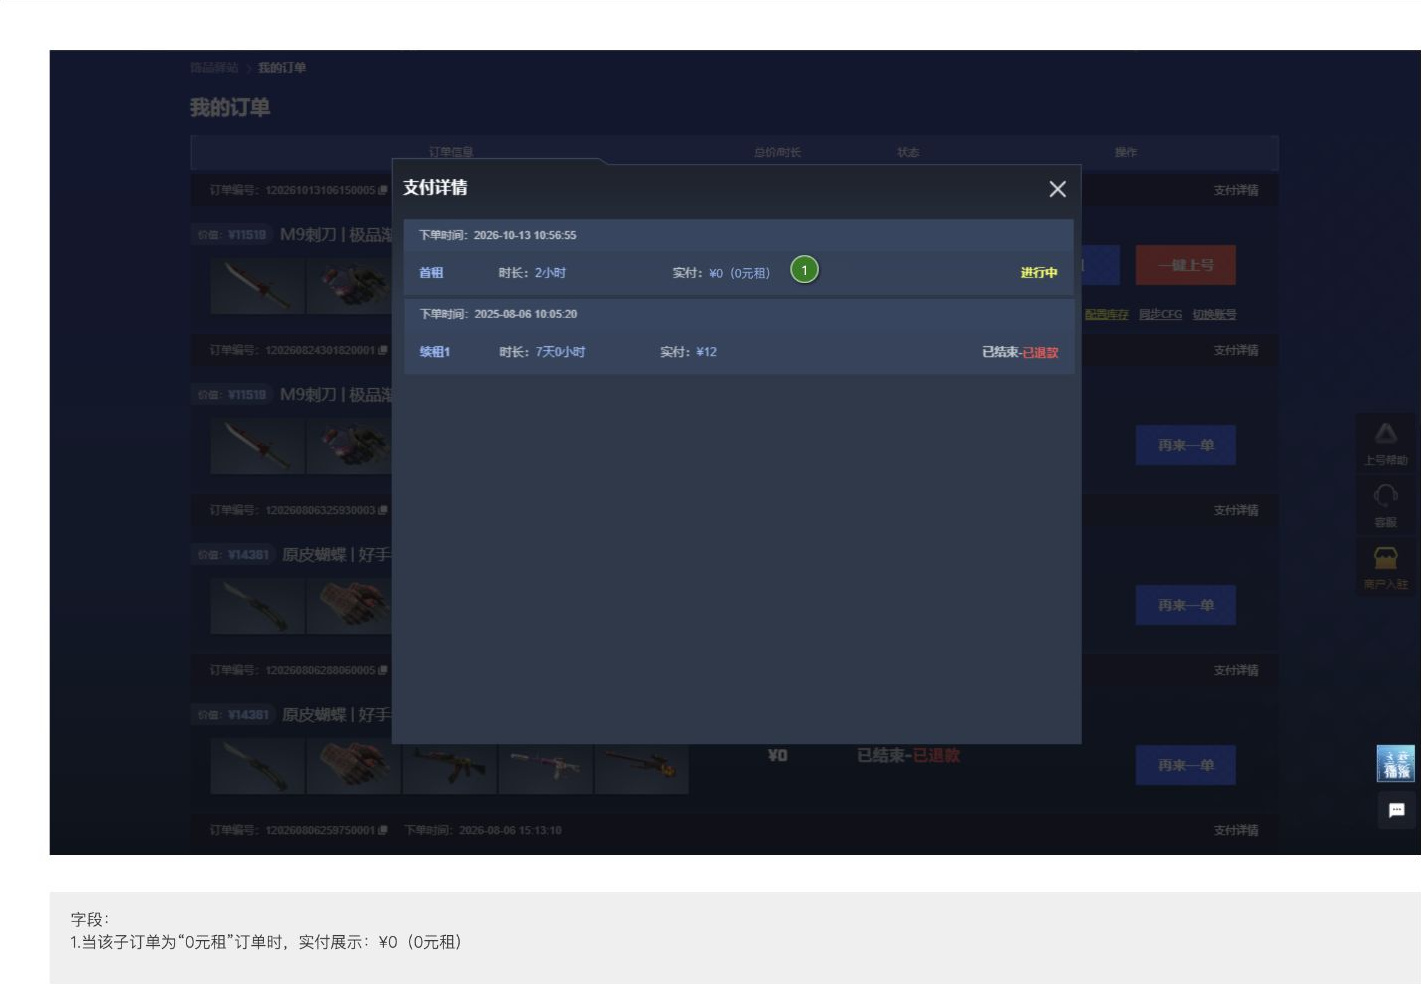 饰品驿站 > 我的订单
我的订单
订单信息 总价/时长 状态 操作
订单编号：120261013106150005 支付详情
支付详情
价值：¥11518 M9刺刀 | 极品渐
下单时间：2026-10-13 10:56:55
首租 时长：2小时 实付：¥0（0元租） 1 进行中
一键上号
配置库存 同步CFG 切换账号
下单时间：2025-08-06 10:05:20
续租1 时长：7天0小时 实付：¥12 已结束-已退款
订单编号：120260824301820001 支付详情
价值：¥11518 M9刺刀 | 极品渐
再来一单
上号帮助
订单编号：120260806325930003 支付详情
客服
价值：¥14361 原皮蝴蝶 | 好手
商户入驻
再来一单
订单编号：120260806288060005 支付详情
价值：¥14361 原皮蝴蝶 | 好手
¥0 已结束-已退款 再来一单
订单编号：120260806259750001 下单时间：2026-08-06 15:13:10 支付详情
字段：
1.当该子订单为“0元租”订单时，实付展示：¥0（0元租）